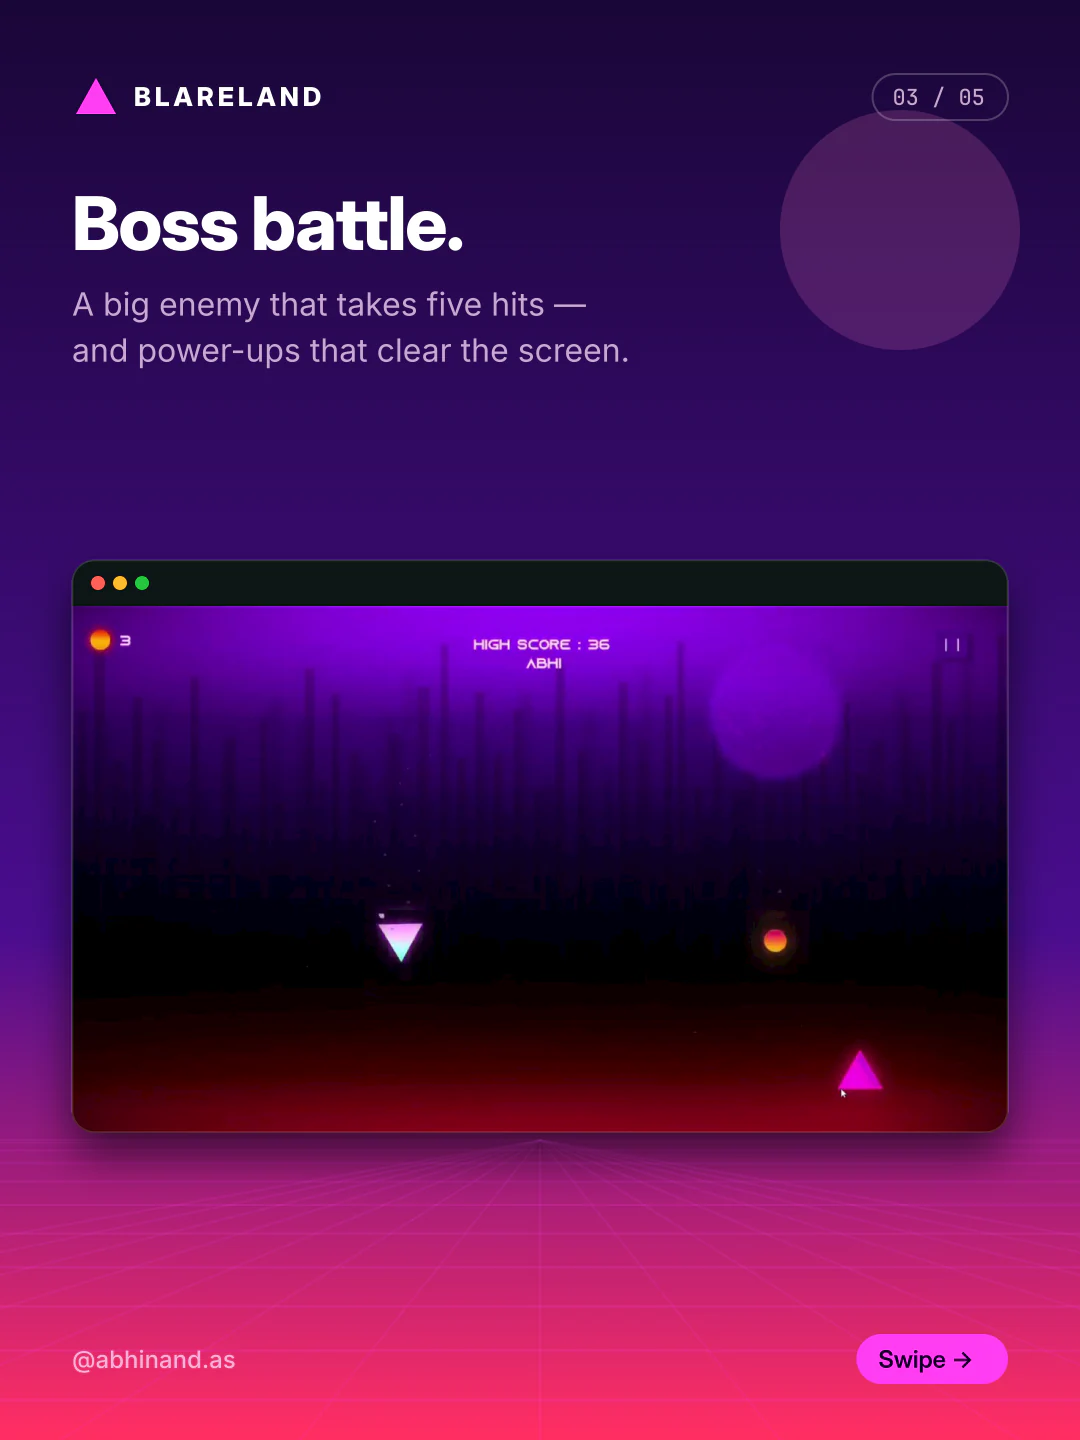 BLARELAND
03 / 05
Boss battle.
A big enemy that takes five hits —
and power-ups that clear the screen.
3
HIGH SCORE : 36
ABHI
@abhinand.as
Swipe →